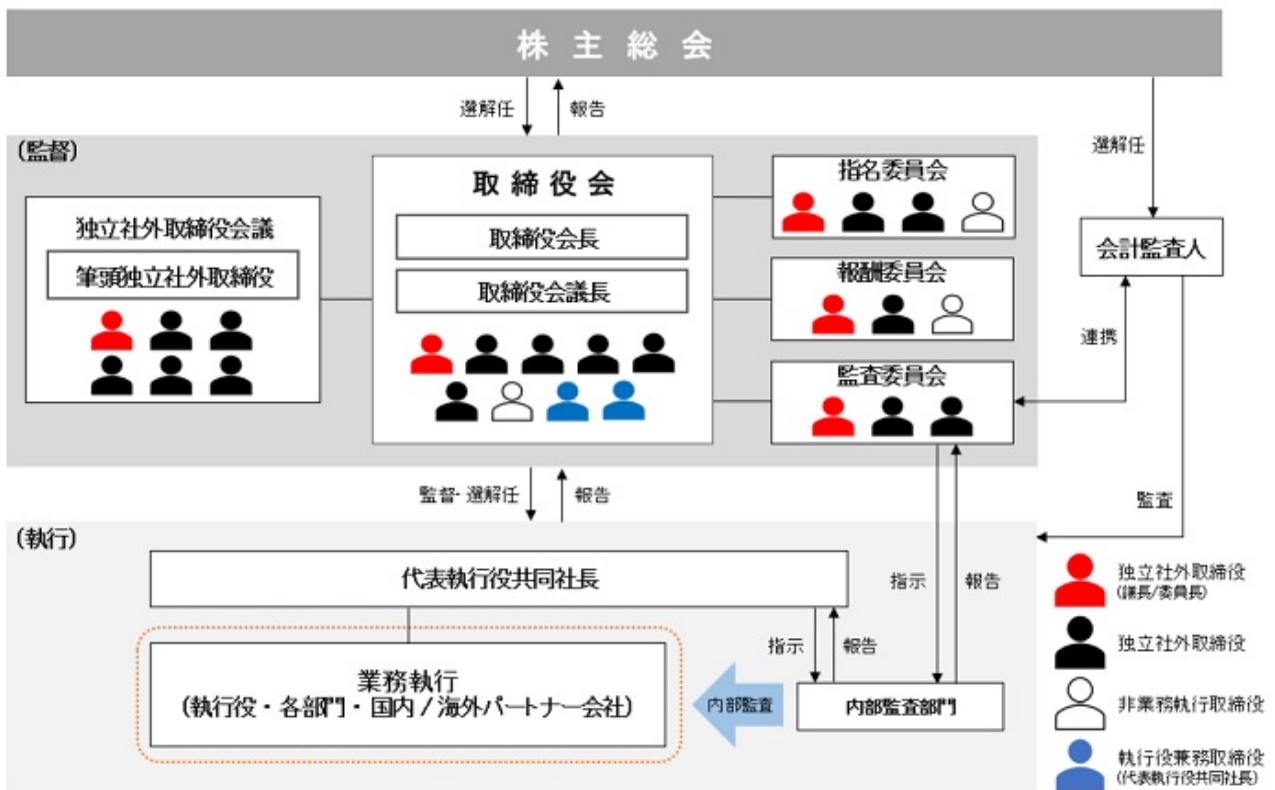 株主総会
選解任
報告
選解任
(監督)
独立社外取締役会議
筆頭独立社外取締役
取締役会
取締役会長
取締役会議長
指名委員会
報酬委員会
監査委員会
会計監査人
連携
監督・選解任
報告
監査
(執行)
代表執行役共同社長
指示
報告
指示
報告
業務執行
(執行役・各部門・国内/海外パートナー会社)
内部監査
内部監査部門
独立社外取締役
(議長/委員長)
独立社外取締役
非業務執行取締役
執行役兼務取締役
(代表執行役共同社長)